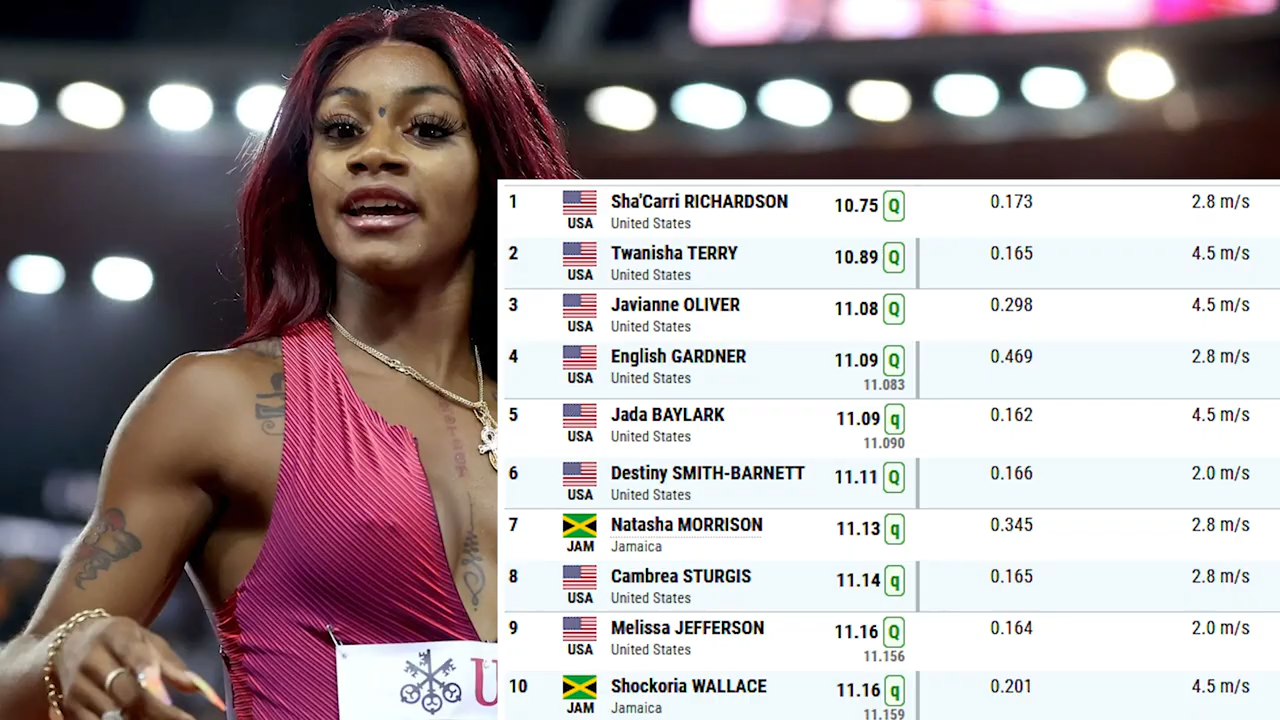 1 Sha'Carri RICHARDSON 10.75 Q 0.173 2.8 m/s
USA United States
2 Twanisha TERRY 10.89 Q 0.165 4.5 m/s
USA United States
3 Javianne OLIVER 11.08 Q 0.298 4.5 m/s
USA United States
4 English GARDNER 11.09 Q 0.469 2.8 m/s
USA United States 11.083
5 Jada BAYLARK 11.09 q 0.162 4.5 m/s
USA United States 11.090
6 Destiny SMITH-BARNETT 11.11 Q 0.166 2.0 m/s
USA United States
7 Natasha MORRISON 11.13 q 0.345 2.8 m/s
JAM Jamaica
8 Cambrea STURGIS 11.14 q 0.165 2.8 m/s
USA United States
9 Melissa JEFFERSON 11.16 Q 0.164 2.0 m/s
USA United States 11.156
10 Shockoria WALLACE 11.16 q 0.201 4.5 m/s
JAM Jamaica 11.159
U